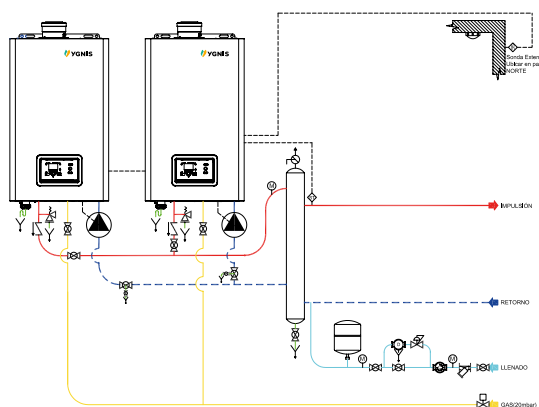 YGNIS
YGNIS
Sonda Exter
Ubicar en pa
NORTE
M
IMPULSIÓN
RETORNO
M
M
LLENADO
GAS(20mbar)